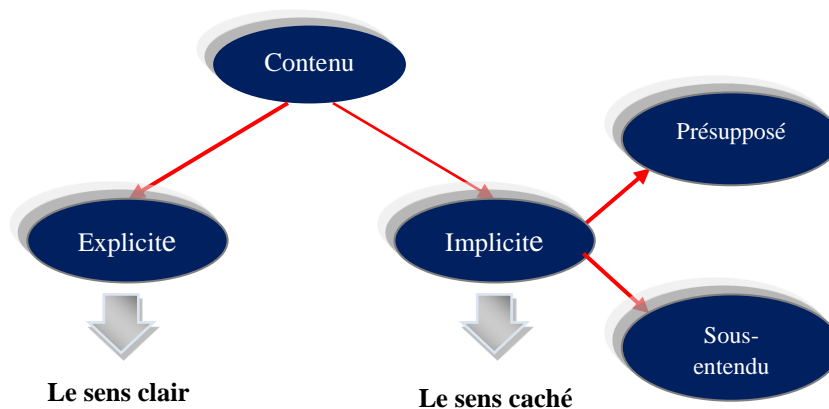 Contenu
Présupposé
Explicite
Implicite
Sous-
entendu
Le sens clair
Le sens caché